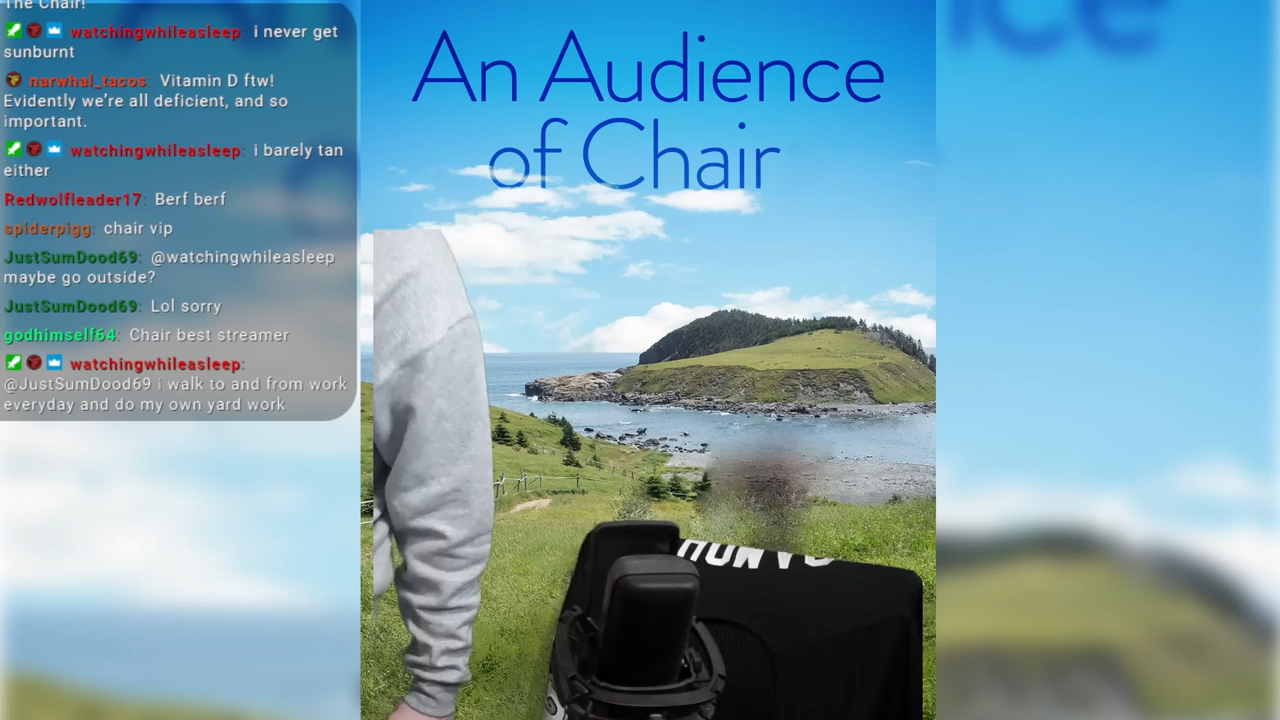 The Chair!
watchingwhileasleep: i never get
sunburnt
narwhal_tacos: Vitamin D ftw!
Evidently we're all deficient, and so
important.
watchingwhileasleep: i barely tan
either
Redwolfleader17: Berf berf
spiderpigg: chair vip
JustSumDood69: @watchingwhileasleep
maybe go outside?
JustSumDood69: Lol sorry
godhimself64: Chair best streamer
watchingwhileasleep:
@JustSumDood69 i walk to and from work
everyday and do my own yard work
An Audience
of Chair